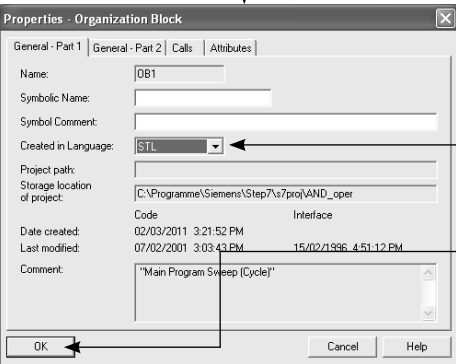 Properties - Organization Block
General - Part 1 General - Part 2 Calls Attributes
Name: OB1
Symbolic Name:
Symbol Comment:
Created in Language: STL
Project path:
Storage location
of project: C:\Programme\Siemens\Step7\s7proj\AND_oper
Code Interface
Date created: 02/03/2011 3:21:52 PM
Last modified: 07/02/2001 3:03:43 PM 15/02/1996 4:51:12 PM
Comment: "Main Program Sweep (Cycle)"
OK Cancel Help